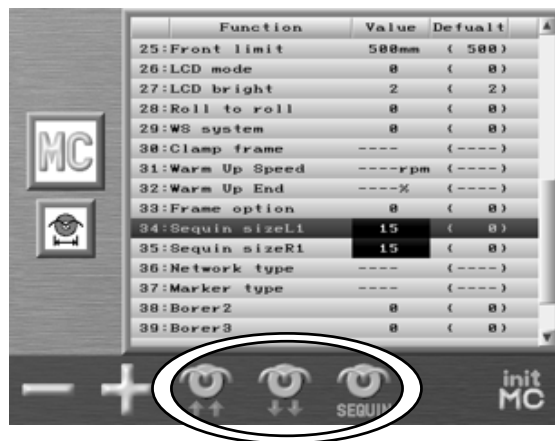 Function Value Defualt
25:Front limit 500mm ( 500)
26:LCD mode 0 ( 0)
27:LCD bright 2 ( 2)
28:Roll to roll 0 ( 0)
29:WS system 0 ( 0)
30:Clamp frame ---- (----)
31:Warm Up Speed ----rpm (----)
32:Warm Up End ----% (----)
33:Frame option 0 ( 0)
34:Sequin sizeL1 15 ( 0)
35:Sequin sizeR1 15 ( 0)
36:Network type ---- (----)
37:Marker type ---- (----)
38:Borer2 0 ( 0)
39:Borer3 0 ( 0)
MC
SEQUIN
init
MC